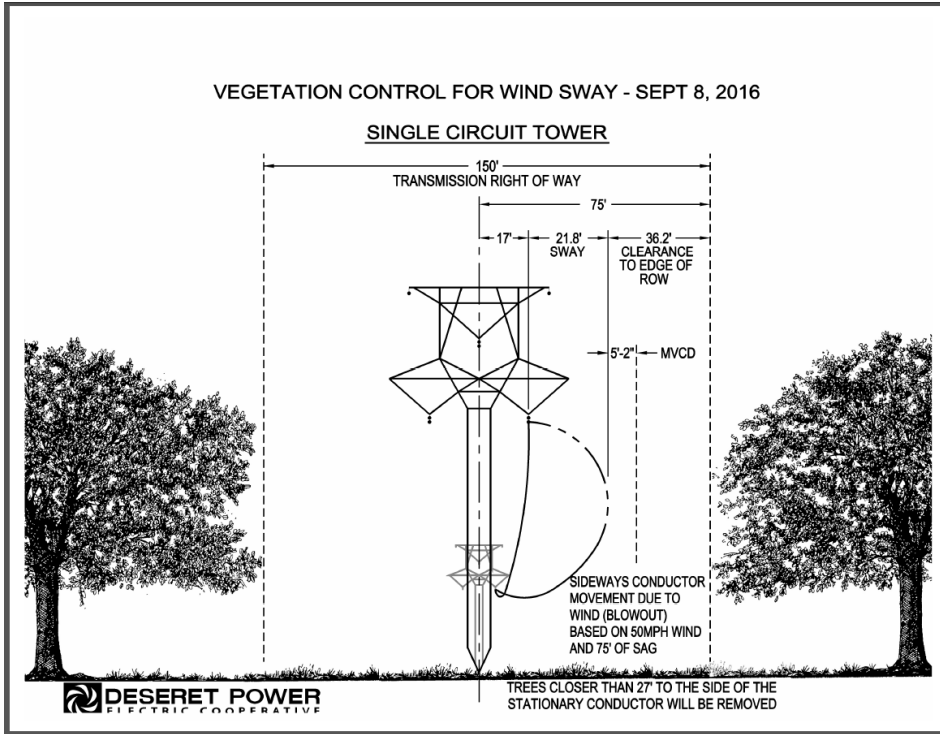 VEGETATION CONTROL FOR WIND SWAY - SEPT 8, 2016
SINGLE CIRCUIT TOWER
150'
TRANSMISSION RIGHT OF WAY
75'
17'
21.8'
SWAY
36.2'
CLEARANCE
TO EDGE OF
ROW
5'-2" MVCD
SIDEWAYS CONDUCTOR
MOVEMENT DUE TO
WIND (BLOWOUT)
BASED ON 50MPH WIND
AND 75' OF SAG
DESERET POWER
ELECTRIC COOPERATIVE
TREES CLOSER THAN 27' TO THE SIDE OF THE
STATIONARY CONDUCTOR WILL BE REMOVED